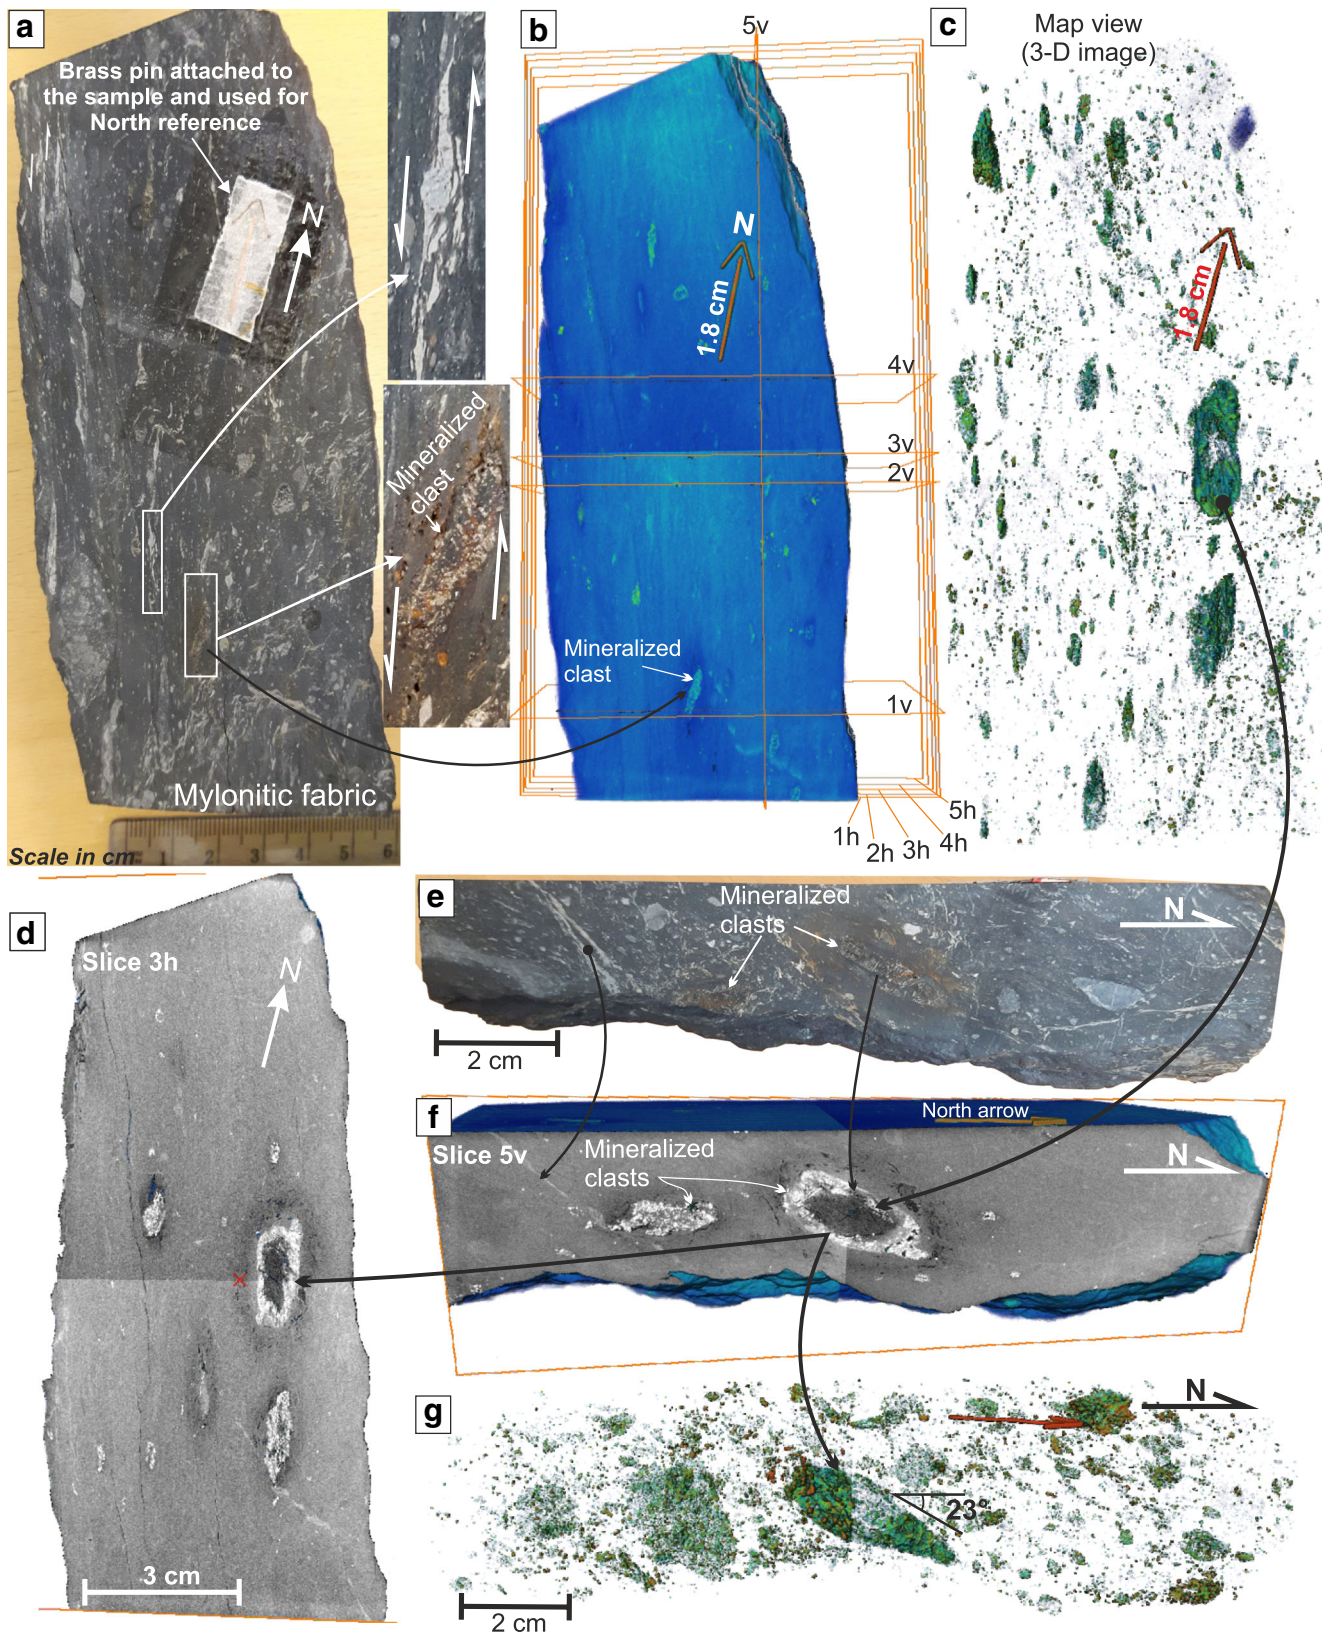 a
Brass pin attached to
the sample and used for
North reference
N
Mineralized
clast
Mylonitic fabric
1 2 3 4 5 6
Scale in cm
b
5v
N
1.8 cm
4v
3v
2v
Mineralized
clast
1v
5h
4h
3h
2h
1h
c
Map view
(3-D image)
1.8 cm
d
Slice 3h
N
3 cm
e
Mineralized
clasts
N
2 cm
f
North arrow
Slice 5v
Mineralized
clasts
N
g
N
23°
2 cm